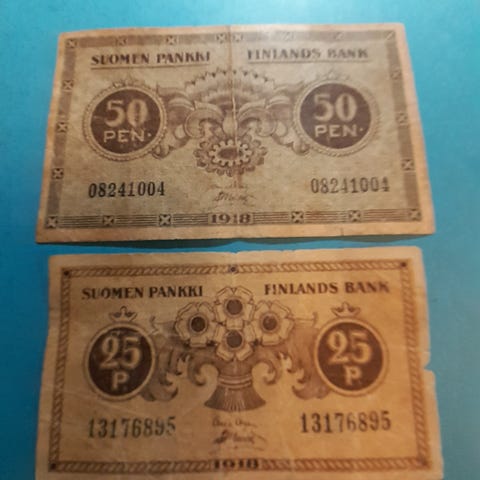 SUOMEN PANKKI FINLANDS BANK
50 50
PEN. PEN.
08241004 08241004
1918
SUOMEN PANKKI FINLANDS BANK
25 25
P. P.
13176895 13176895
1918